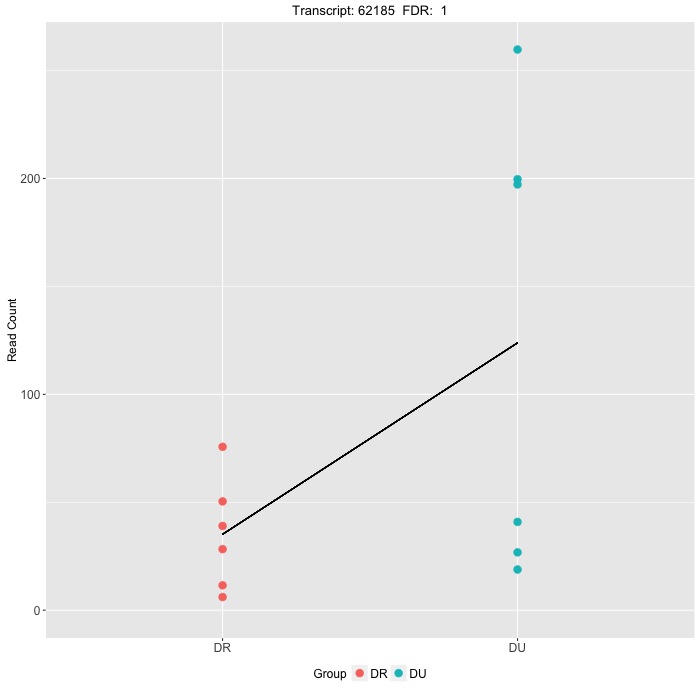 Transcript: 62185  FDR:  1
Read Count
200
100
0
DR
DU
Group DR DU